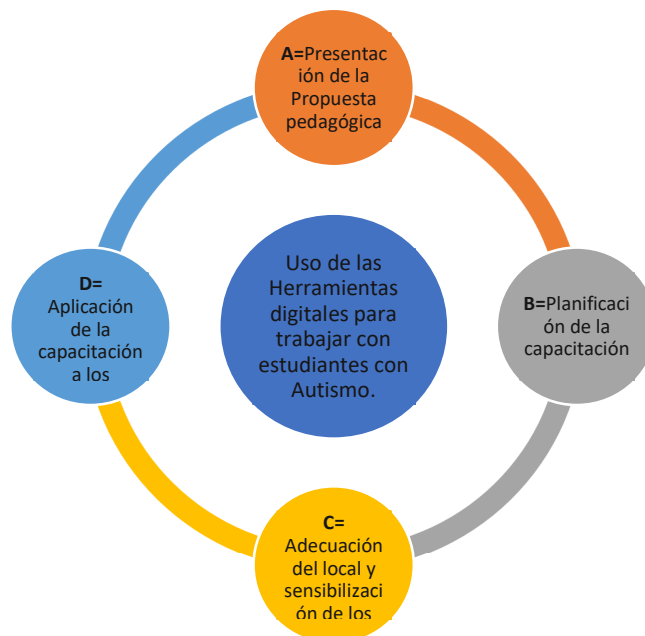 A=Presentac
ión de la
Propuesta
pedagógica
Uso de las
Herramientas
digitales para
trabajar con
estudiantes con
Autismo.
D=
Aplicación
de la
capacitación
a los
B=Planificaci
ón de la
capacitación
C=
Adecuación
del local y
sensibilizaci
ón de los